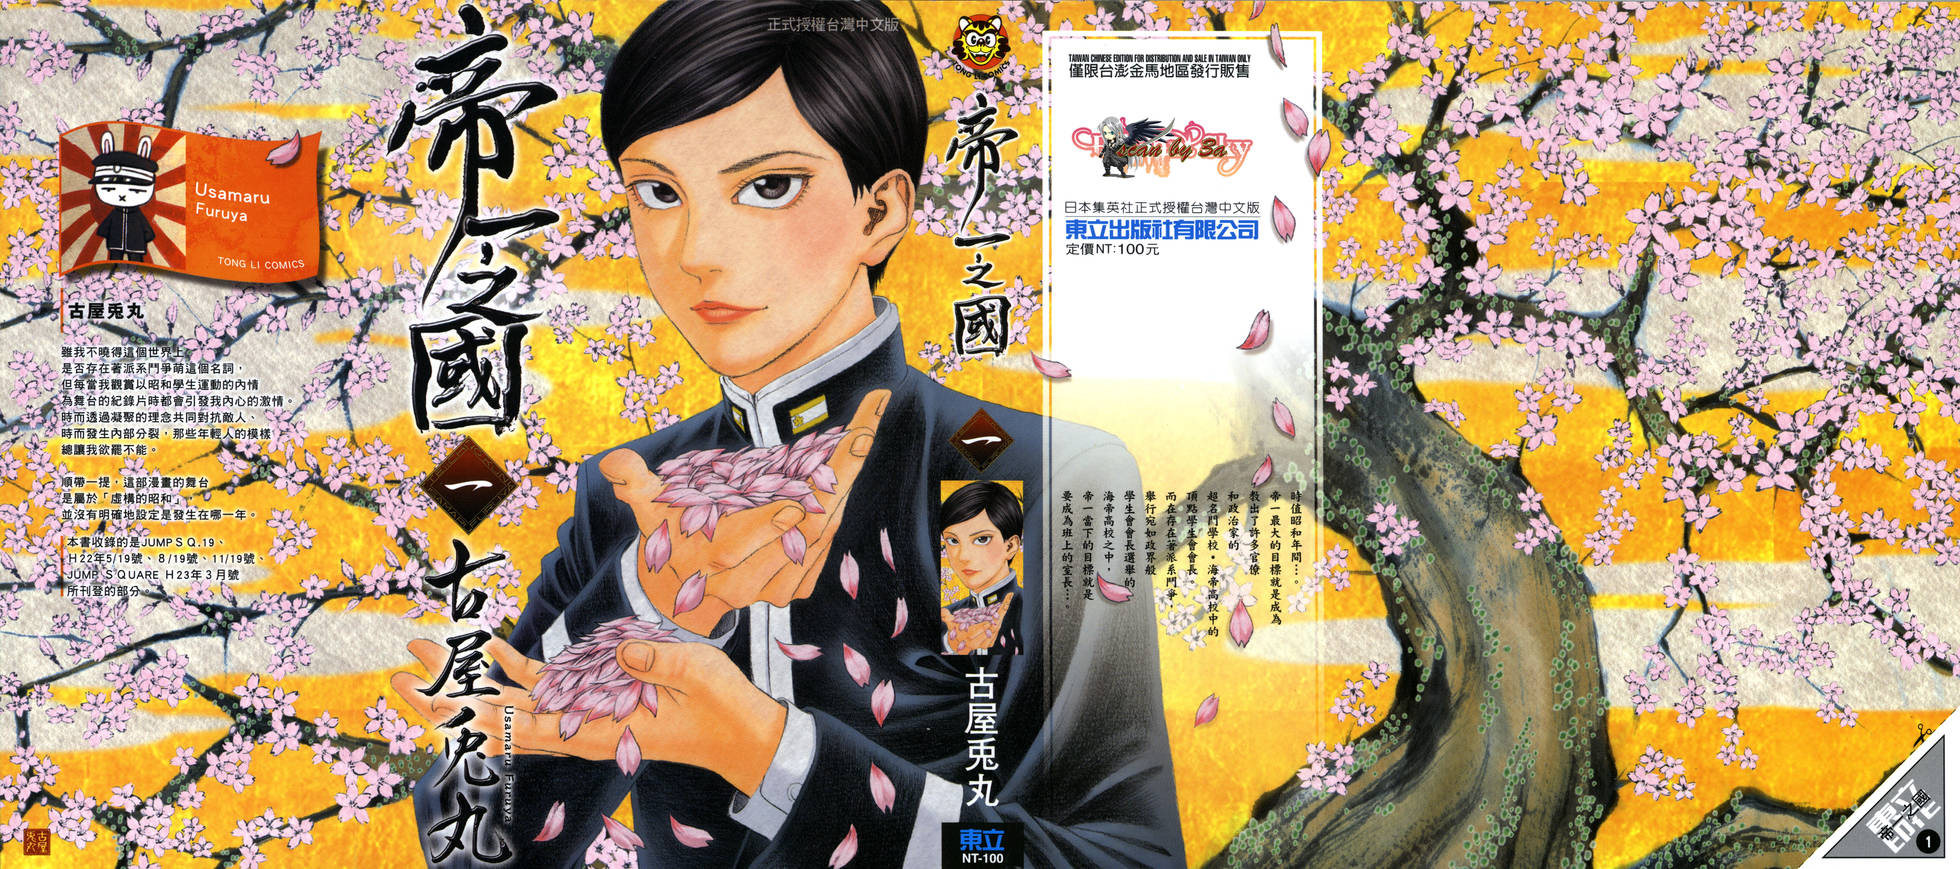 Usamaru
Furuya
TONG LI COMICS
古屋兎丸
雖我不曉得這個世界上
是否存在著派系鬥爭萌這個名詞，
但每當我觀賞以昭和學生運動的內情
為舞台的紀錄片時都會引發我內心的激情。
時而透過凝聚的理念共同對抗敵人、
時而發生內部分裂，那些年輕人的模樣
總讓我欲罷不能。
順帶一提，這部漫畫的舞台
是屬於「虛構的昭和」，
並沒有明確地設定是發生在哪一年。
本書收錄的是JUMP S Q.19、
H22年5/19號、8/19號、11/19號、
JUMP SQUARE H23年3月號
所刊登的部分。
古屋
兎丸
正式授權台灣中文版
帝一之國
一
古屋兎丸
Usamaru Furuya
TONG LI COMICS
帝一之國
一
古屋兎丸
東立
NT-100
TAIWAN CHINESE EDITION FOR DISTRIBUTION AND SALE IN TAIWAN ONLY
僅限台澎金馬地區發行販售
scan by 3a
日本集英社正式授權台灣中文版
東立出版社有限公司
定價NT:100元
時值昭和年間…。
帝一最大的目標就是成為
教出了許多官僚
和政治家的
超名門學校・海帝高校中的
頂點學生會會長。
而在存在著派系鬥爭，
舉行宛如政界般
學生會會長選舉的
海帝高校之中，
帝一當下的目標就是
要成為班上的室長…。
東立
帝一之國
1